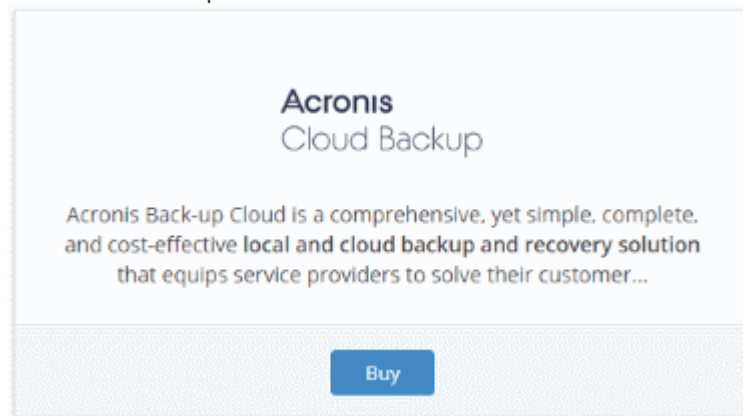 Acronis
Cloud Backup
Acronis Back-up Cloud is a comprehensive, yet simple, complete,
and cost-effective local and cloud backup and recovery solution
that equips service providers to solve their customer...
Buy